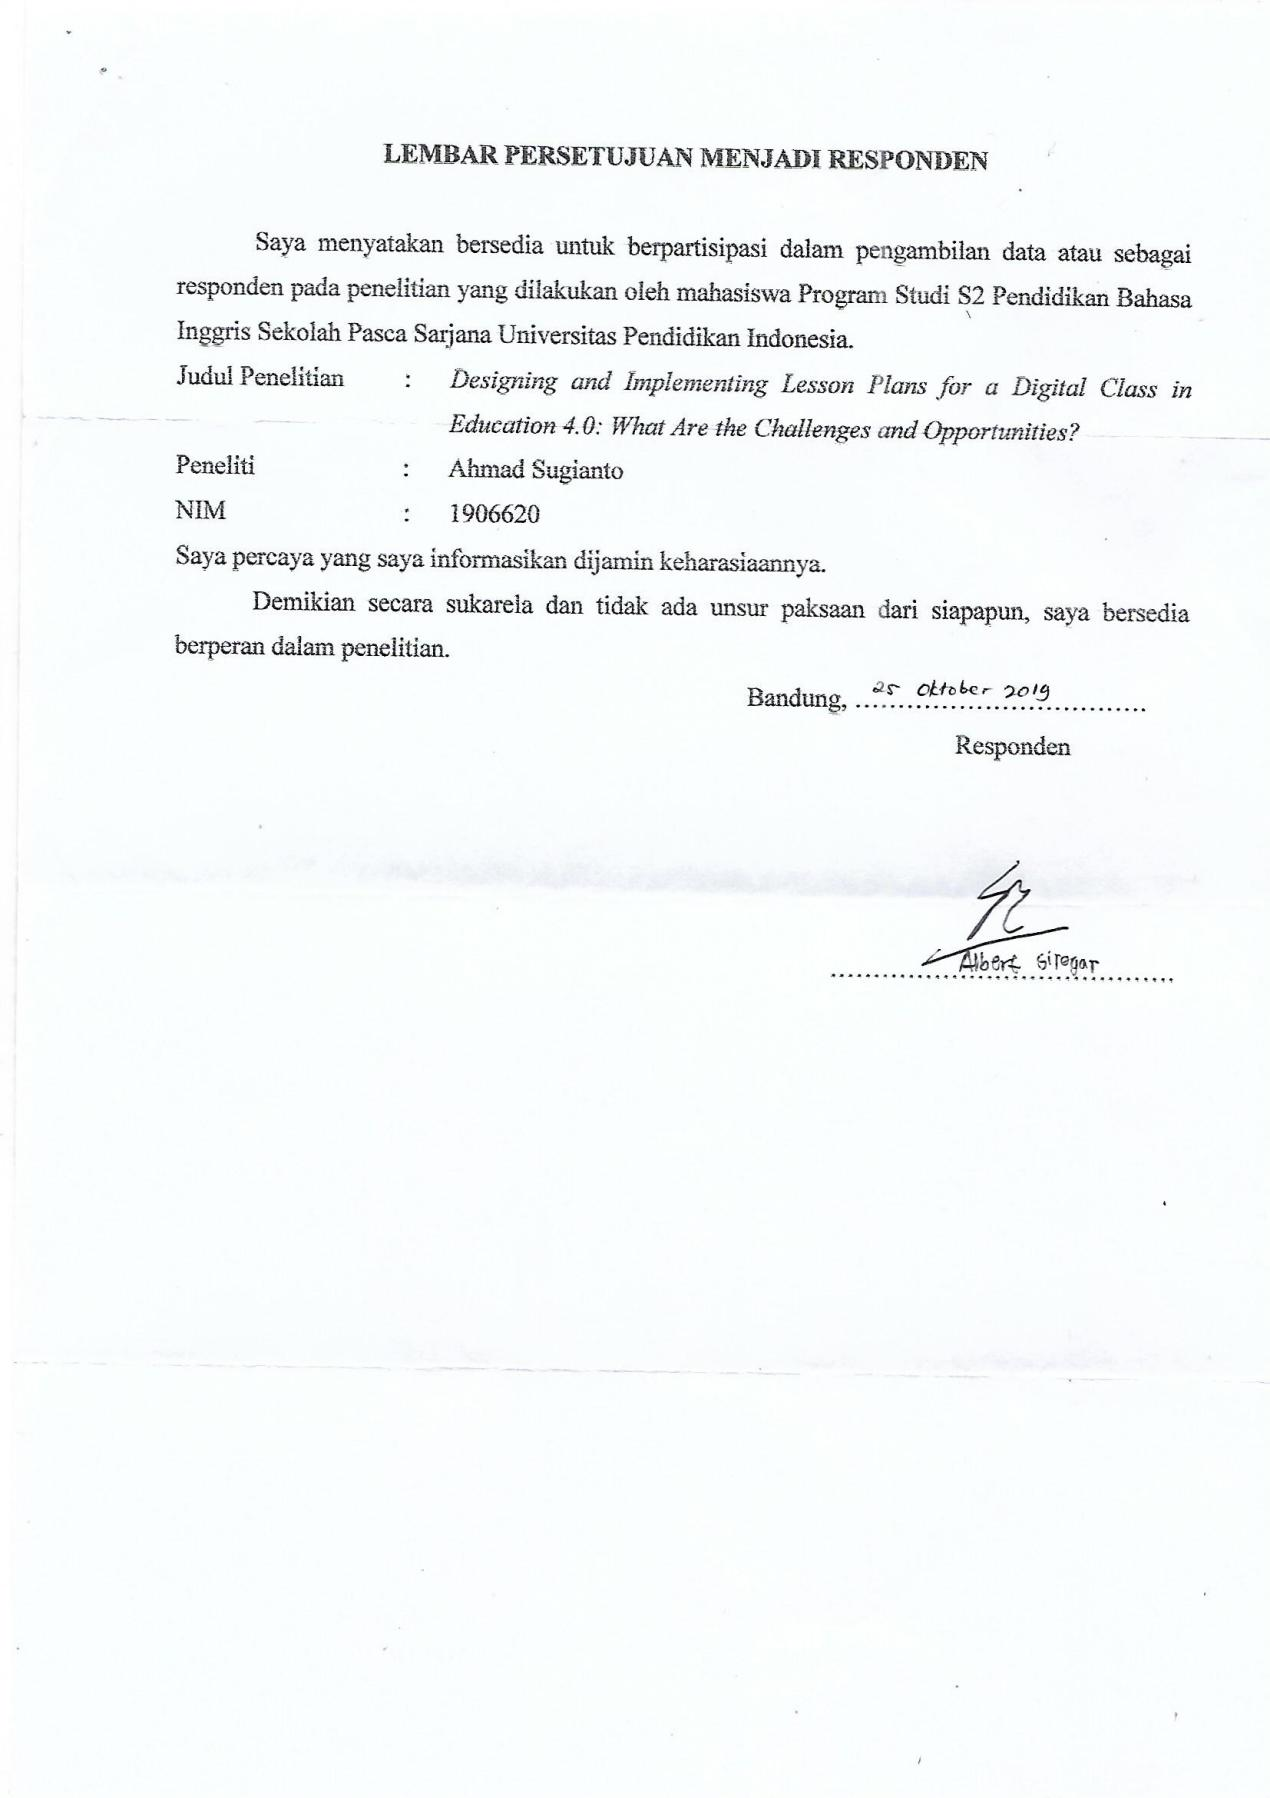 LEMBAR PERSETUJUAN MENJADI RESPONDEN
Saya menyatakan bersedia untuk berpartisipasi dalam pengambilan data atau sebagai
responden pada penelitian yang dilakukan oleh mahasiswa Program Studi S2 Pendidikan Bahasa
Inggris Sekolah Pasca Sarjana Universitas Pendidikan Indonesia.
Judul Penelitian : Designing and Implementing Lesson Plans for a Digital Class in
Education 4.0: What Are the Challenges and Opportunities?
Peneliti : Ahmad Sugianto
NIM : 1906620
Saya percaya yang saya informasikan dijamin keharasiaannya.
Demikian secara sukarela dan tidak ada unsur paksaan dari siapapun, saya bersedia
berperan dalam penelitian.
Bandung, 25 Oktober 2019
Responden
Albert Siregar